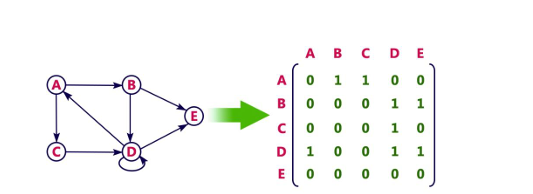 A B
E
C D
A B C D E
A 0 1 1 0 0
B 0 0 0 1 1
C 0 0 0 1 0
D 1 0 0 1 1
E 0 0 0 0 0